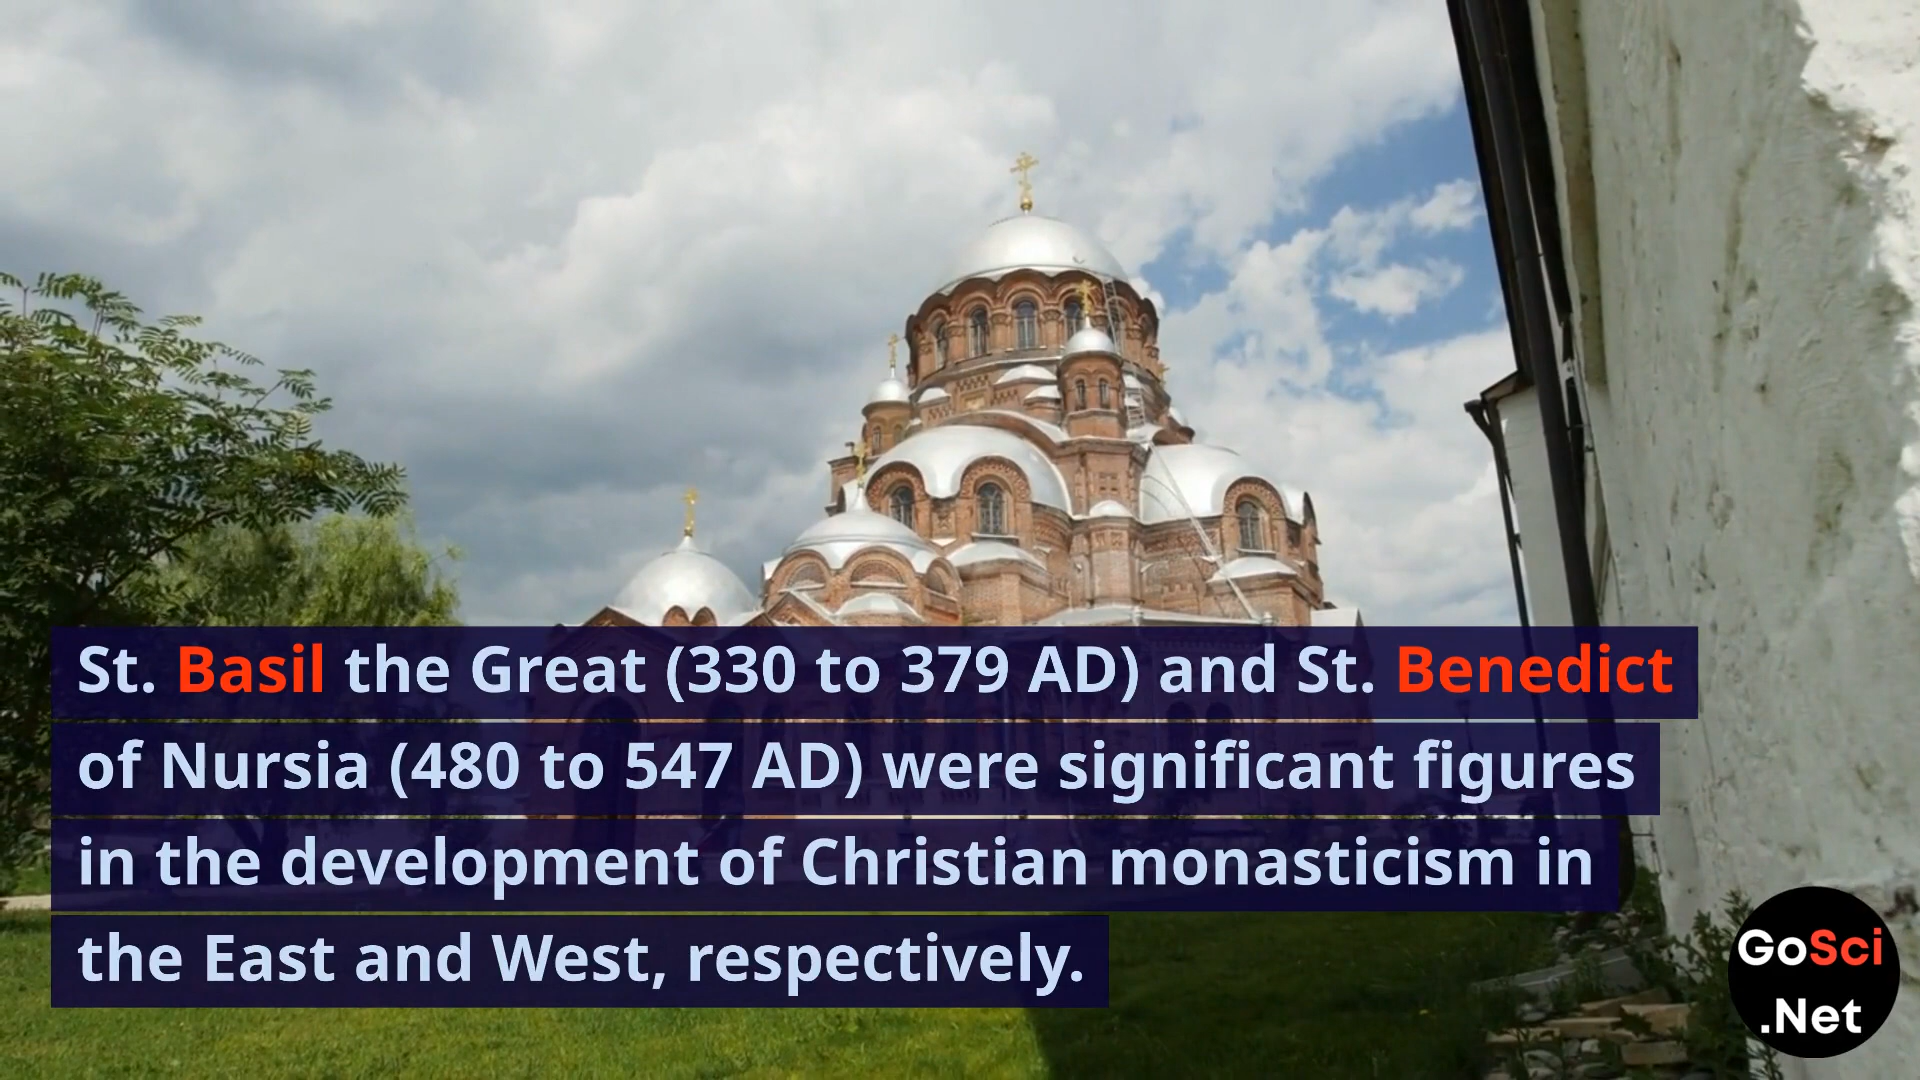 St. Basil the Great (330 to 379 AD) and St. Benedict
of Nursia (480 to 547 AD) were significant figures
in the development of Christian monasticism in
the East and West, respectively.
GoSci
.Net